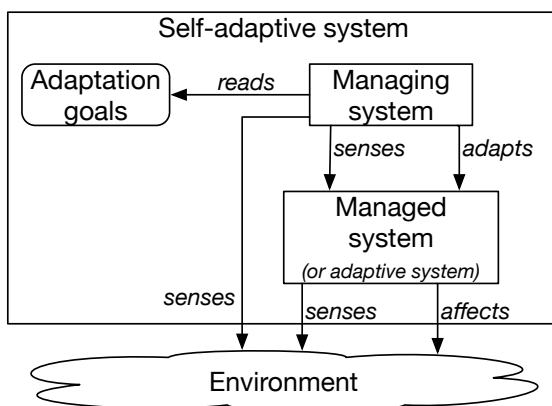 Self-adaptive system
Adaptation
goals
reads
Managing
system
senses
adapts
Managed
system
(or adaptive system)
senses
senses
affects
Environment